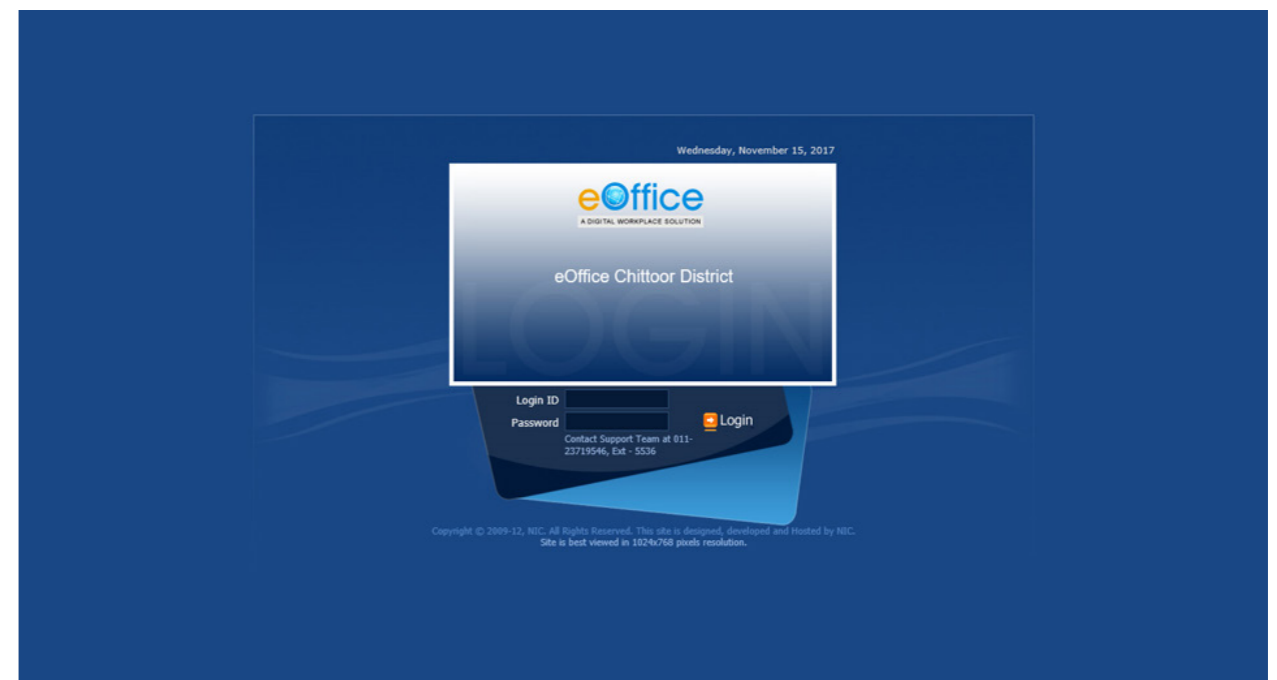 Wednesday, November 15, 2017
eOffice
A DIGITAL WORKPLACE SOLUTION
eOffice Chittoor District
LOGIN
Login ID
Password
Login
Contact Support Team at 011-
23719546, Ext - 5536
Copyright © 2009-12, NIC. All Rights Reserved. This site is designed, developed and Hosted by NIC.
Site is best viewed in 1024x768 pixels resolution.